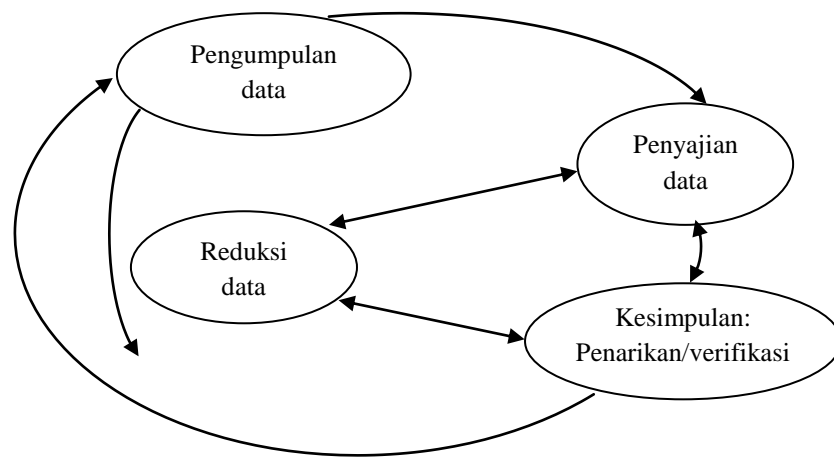 Pengumpulan
data
Penyajian
data
Reduksi
data
Kesimpulan:
Penarikan/verifikasi